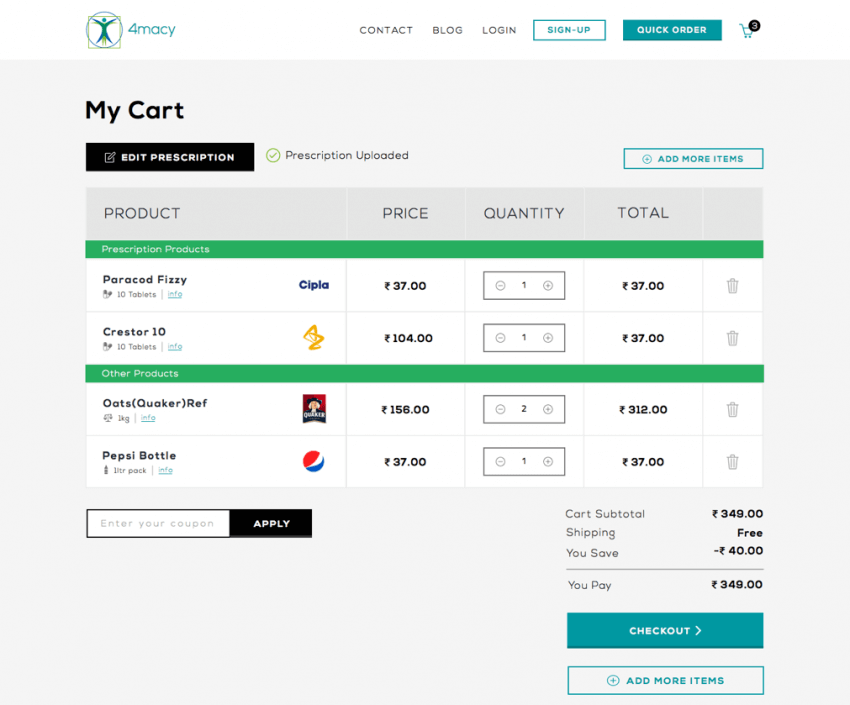 4macy
CONTACT BLOG LOGIN SIGN-UP QUICK ORDER 3
My Cart
EDIT PRESCRIPTION Prescription Uploaded ADD MORE ITEMS
PRODUCT PRICE QUANTITY TOTAL
Prescription Products
Paracod Fizzy
10 Tablets | info
Cipla ₹ 37.00 1 ₹ 37.00
Crestor 10
10 Tablets | info
₹ 104.00 1 ₹ 37.00
Other Products
Oats(Quaker)Ref
1kg | info
QUAKER ₹ 156.00 2 ₹ 312.00
Pepsi Bottle
1ltr pack | info
₹ 37.00 1 ₹ 37.00
Enter your coupon APPLY
Cart Subtotal ₹ 349.00
Shipping Free
You Save -₹ 40.00
You Pay ₹ 349.00
CHECKOUT
ADD MORE ITEMS